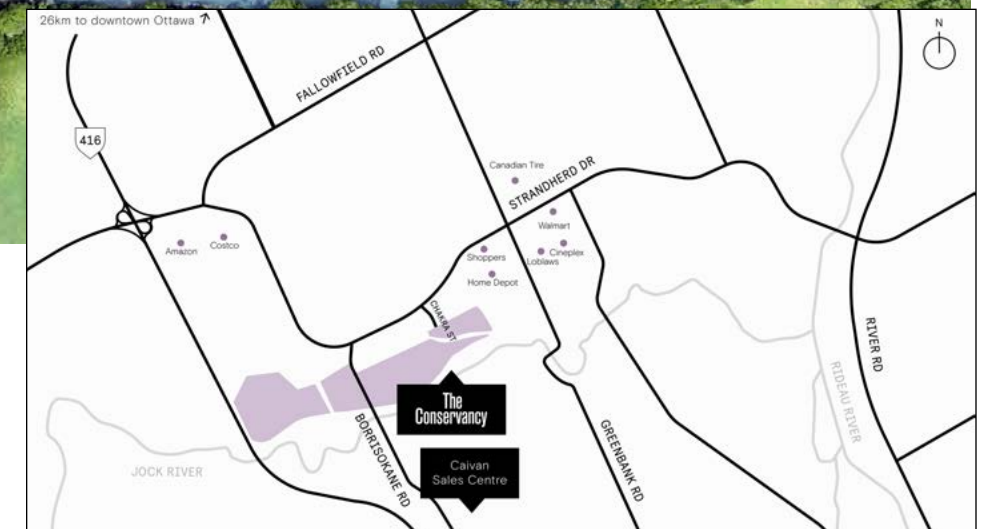 26km to downtown Ottawa
N
FALLOWFIELD RD
416
Canadian Tire
STRANDHERD DR
Walmart
Amazon
Costco
Shoppers
Cineplex
Loblaws
Home Depot
CHAKRA ST
RIVER RD
RIDEAU RIVER
The
Conservancy
BORRISOKANE RD
GREENBANK RD
Caivan
Sales Centre
JOCK RIVER